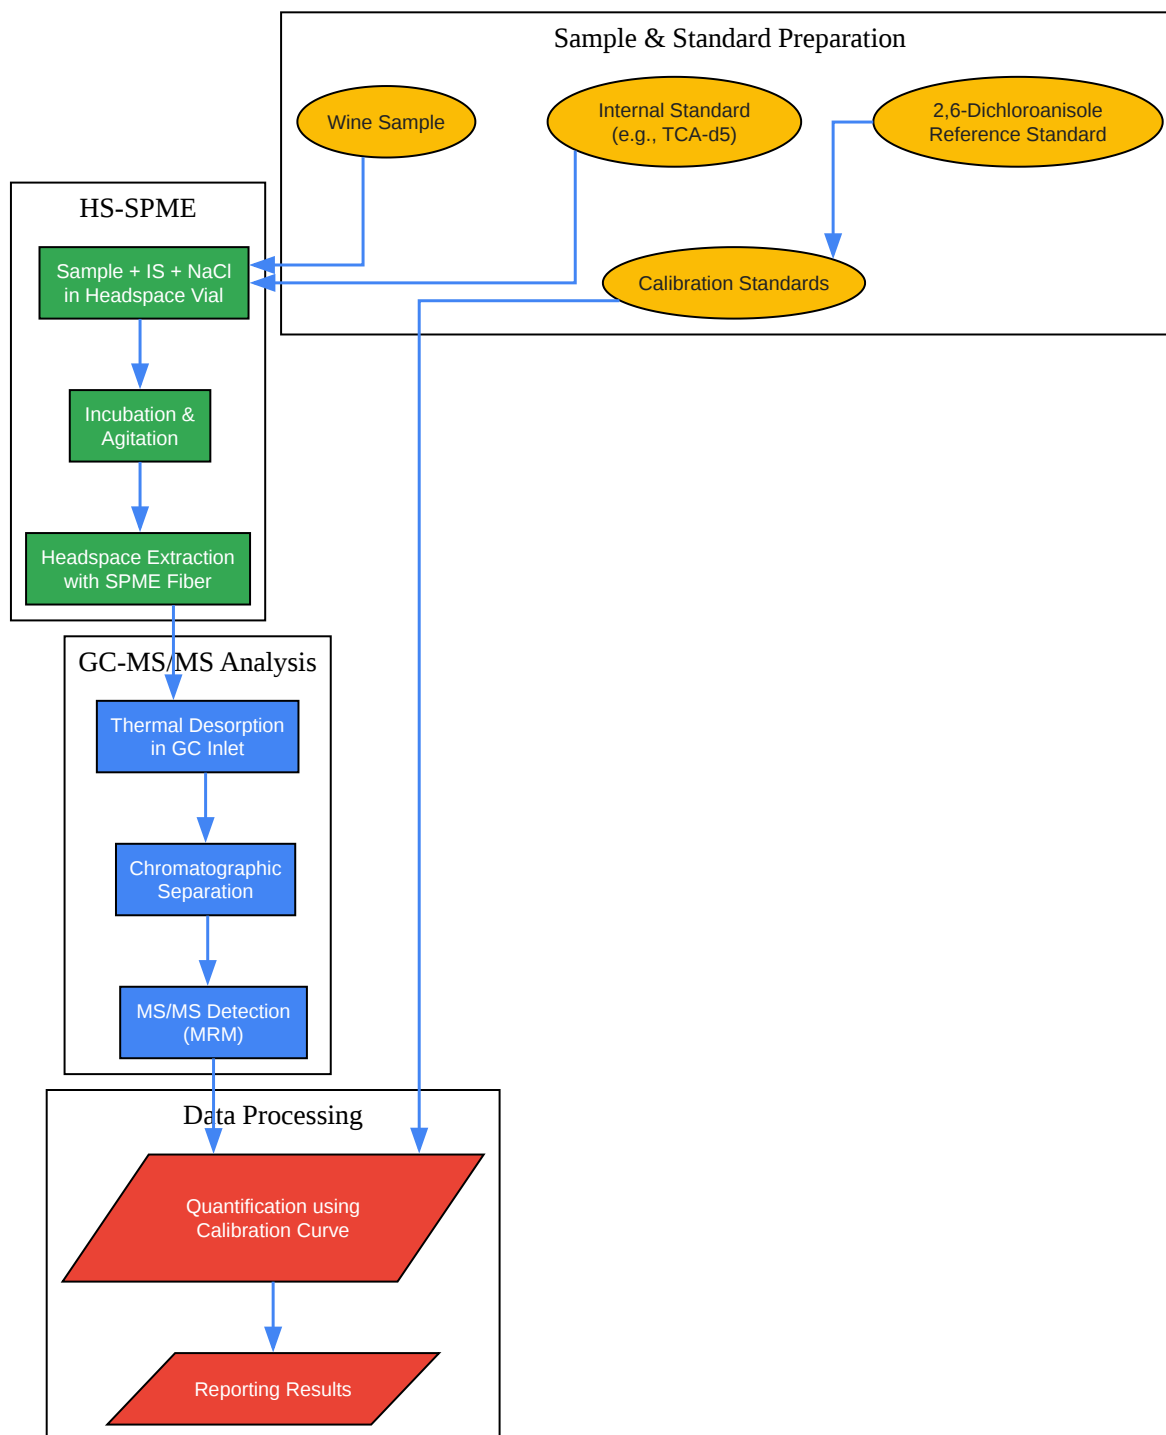 Sample & Standard Preparation
Wine Sample
Internal Standard
(e.g., TCA-d5)
2,6-Dichloroanisole
Reference Standard
Calibration Standards
HS-SPME
Sample + IS + NaCl
in Headspace Vial
Incubation &
Agitation
Headspace Extraction
with SPME Fiber
GC-MS/MS Analysis
Thermal Desorption
in GC Inlet
Chromatographic
Separation
MS/MS Detection
(MRM)
Data Processing
Quantification using
Calibration Curve
Reporting Results